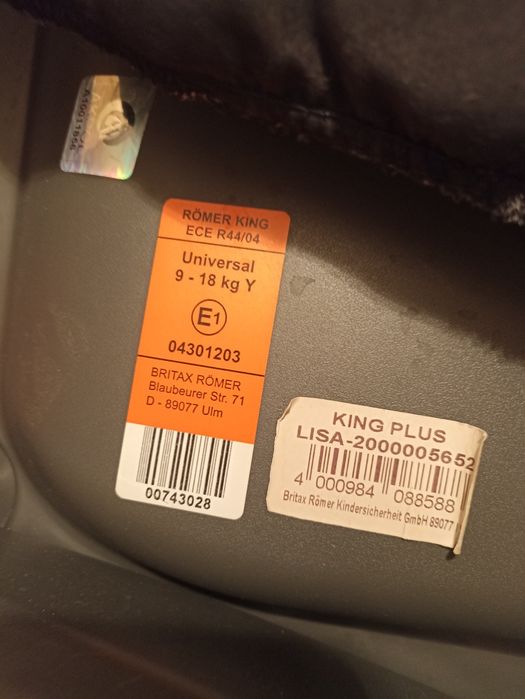 RÖMER KING
ECE R44/04
Universal
9 - 18 kg Y
E1
04301203
BRITAX RÖMER
Blaubeurer Str. 71
D - 89077 Ulm
00743028
KING PLUS
LISA-2000005652
4 000984 088588
Britax Römer Kindersicherheit GmbH 89077